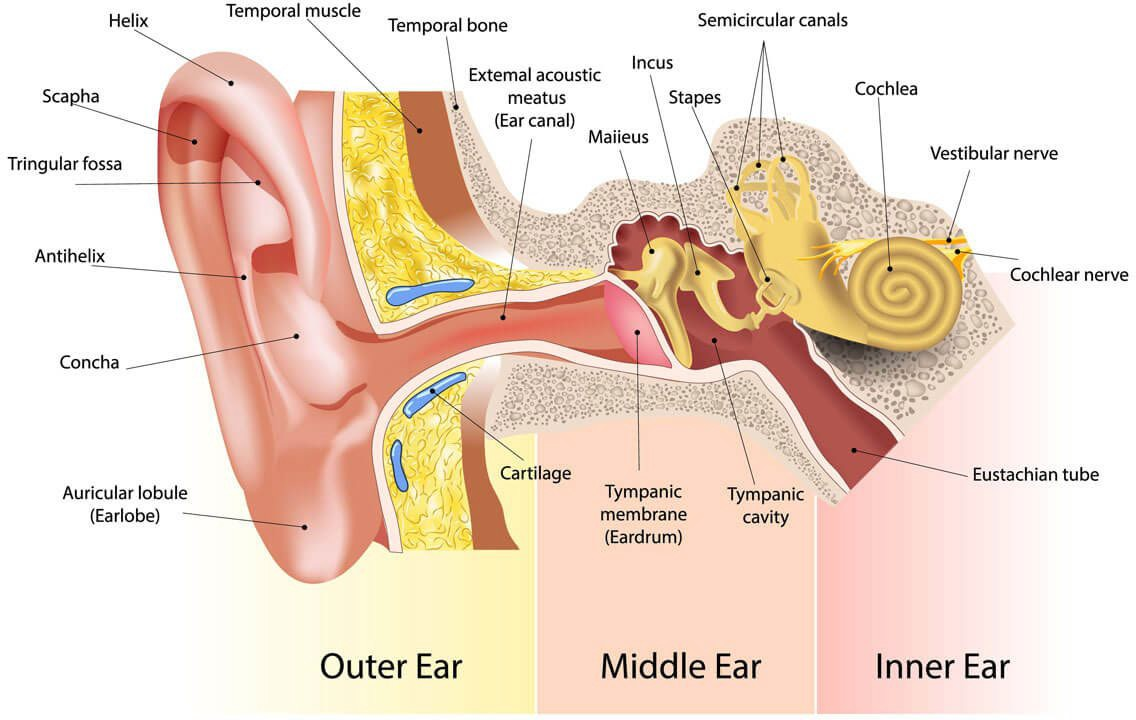 Helix
Temporal muscle
Temporal bone
Semicircular canals
Scapha
Extemal acoustic
meatus
(Ear canal)
Incus
Stapes
Cochlea
Maiieus
Tringular fossa
Vestibular nerve
Antihelix
Cochlear nerve
Concha
Cartilage
Auricular lobule
(Earlobe)
Tympanic
membrane
(Eardrum)
Tympanic
cavity
Eustachian tube
Outer Ear
Middle Ear
Inner Ear